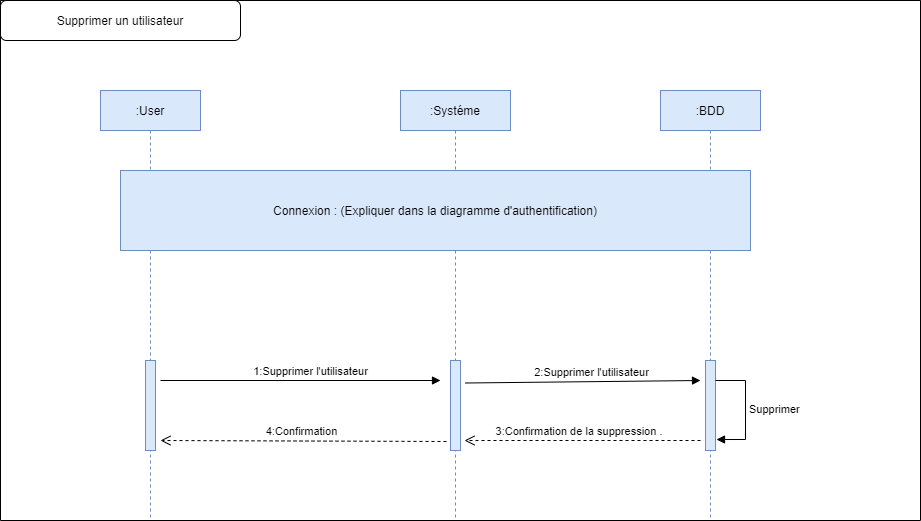 Supprimer un utilisateur
:User
:Systéme
:BDD
Connexion : (Expliquer dans la diagramme d'authentification)
1:Supprimer l'utilisateur
2:Supprimer l'utilisateur
Supprimer
4:Confirmation
3:Confirmation de la suppression .